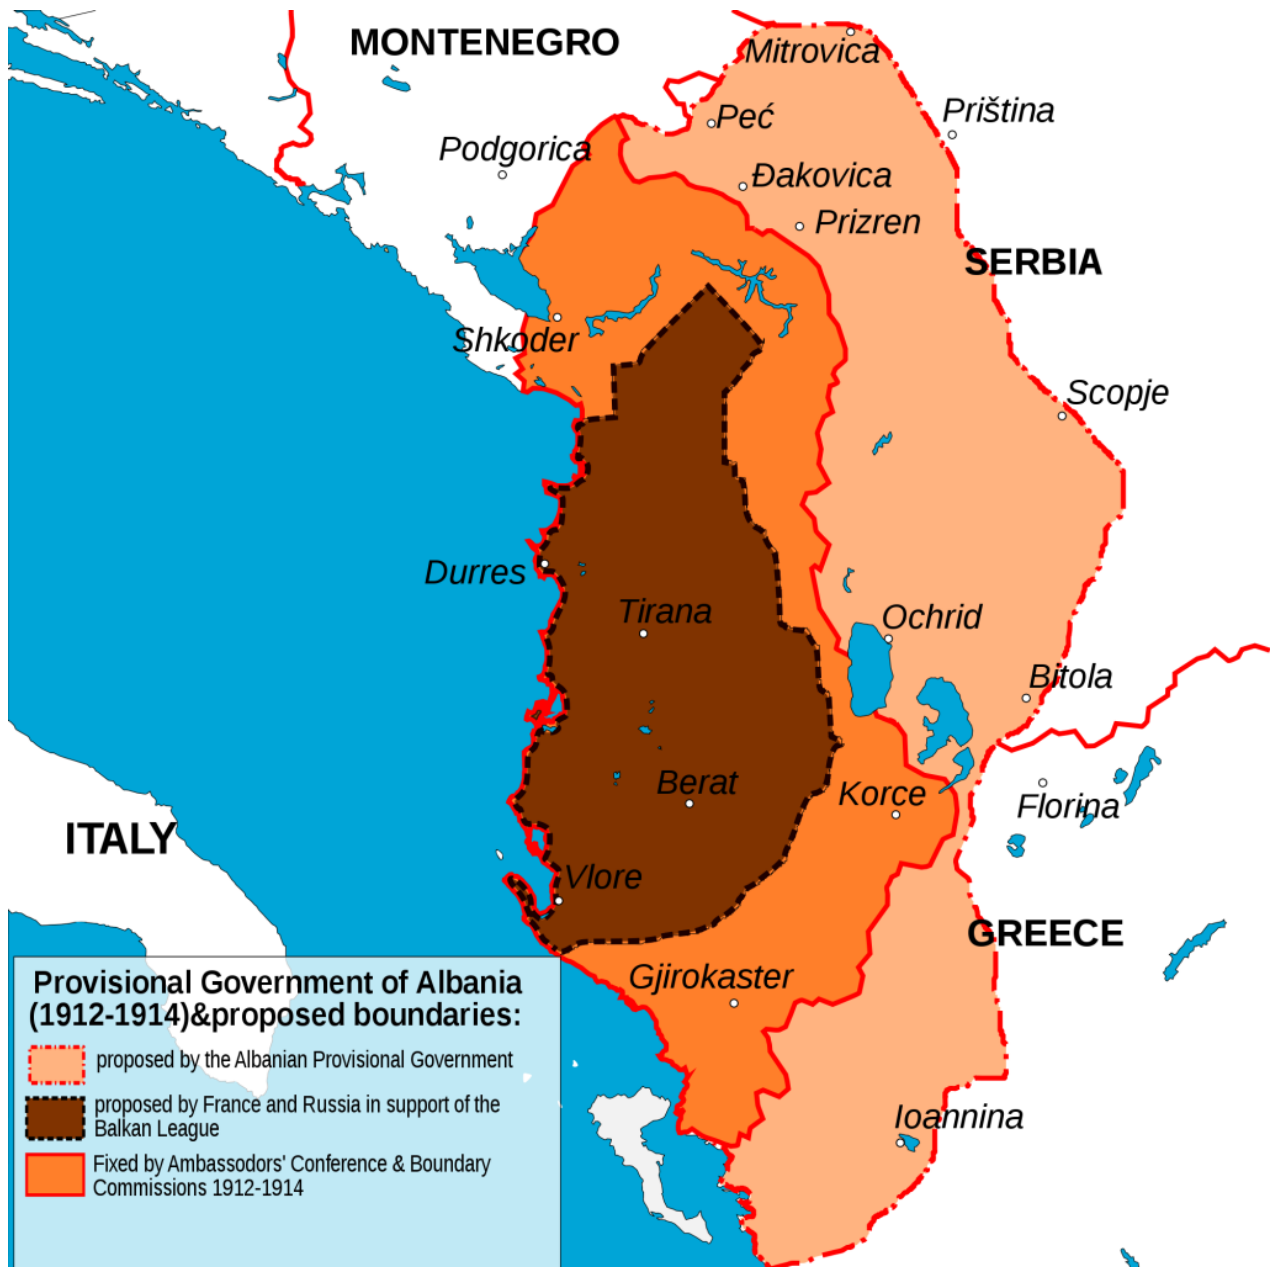 MONTENEGRO
Mitrovica
Peć
Priština
Podgorica
Đakovica
Prizren
SERBIA
Shkoder
Scopje
Durres
Tirana
Ochrid
Bitola
Berat
Korce
Florina
ITALY
Vlore
GREECE
Gjirokaster
Ioannina
Provisional Government of Albania
(1912-1914)&proposed boundaries:
proposed by the Albanian Provisional Government
proposed by France and Russia in support of the
Balkan League
Fixed by Ambassodors' Conference & Boundary
Commissions 1912-1914